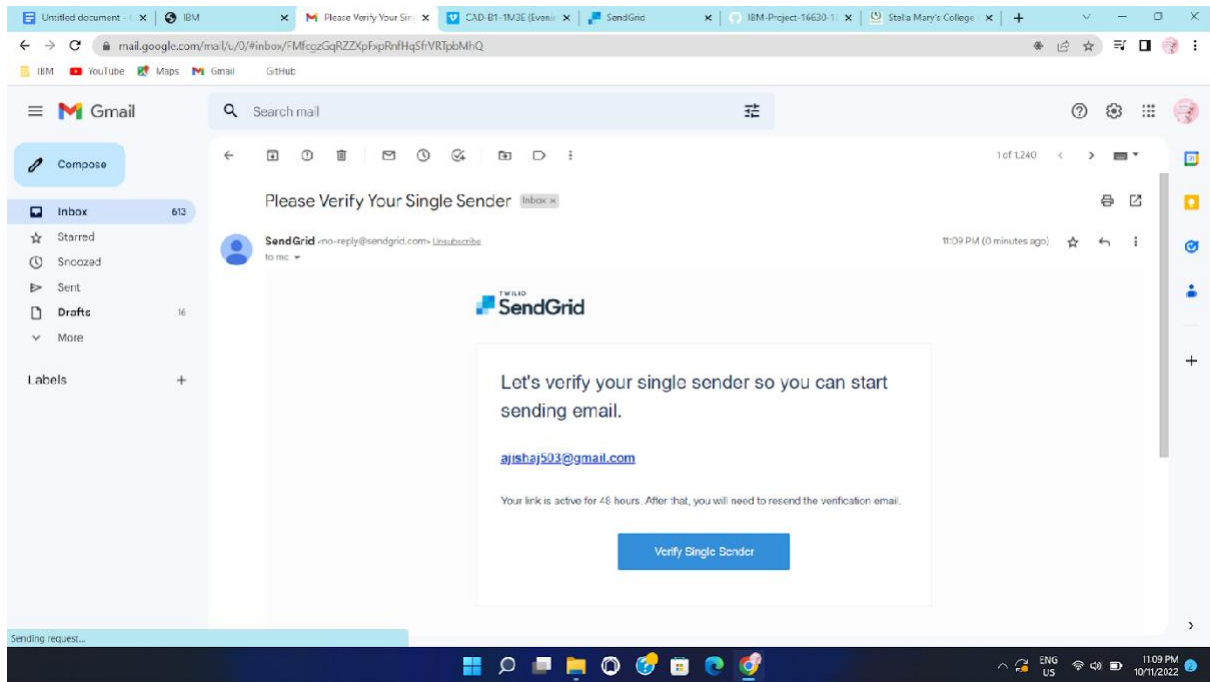 Untitled document - G
IBM
Please Verify Your Sin
CAD-B1-1M3E (Evenin
SendGrid
IBM-Project-16630-1
Stella Mary's College
mail.google.com/mail/u/0/#inbox/FMfcgzGqRZZXpFxpRnfHqSfrVRTpbMhQ
IBM
YouTube
Maps
Gmail
GitHub
Gmail
Search mail
Compose
1 of 1,240
Please Verify Your Single Sender
Inbox x
Inbox 613
Starred
Snoozed
Sent
Drafts 16
More
Labels
SendGrid <no-reply@sendgrid.com> Unsubscribe
to me
11:09 PM (0 minutes ago)
TWILIO
SendGrid
Let's verify your single sender so you can start
sending email.
ajishaj503@gmail.com
Your link is active for 48 hours. After that, you will need to resend the verification email.
Verify Single Sender
Sending request...
ENG
US
11:09 PM
10/11/2022